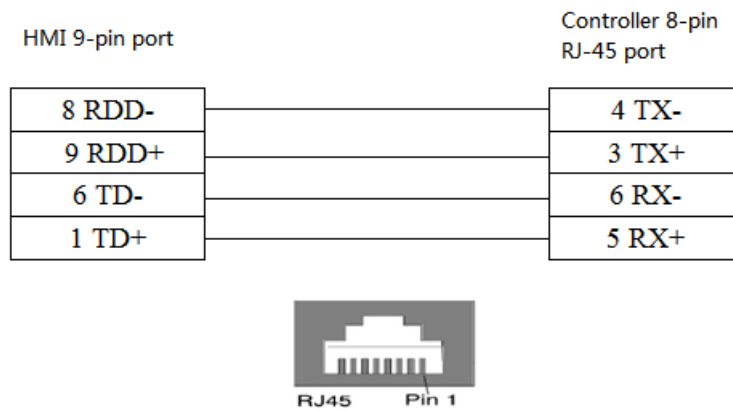 HMI 9-pin port
Controller 8-pin
RJ-45 port
8 RDD-
4 TX-
9 RDD+
3 TX+
6 TD-
6 RX-
1 TD+
5 RX+
RJ45
Pin 1